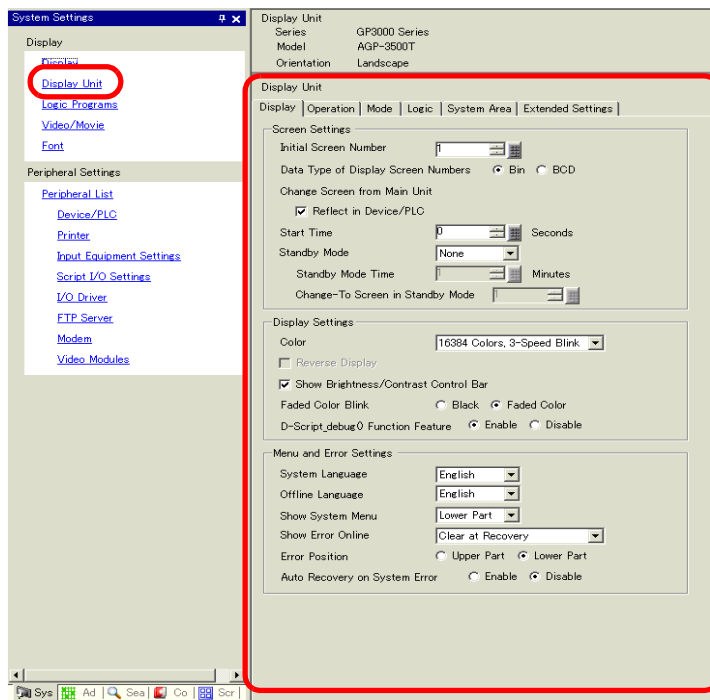 System Settings
Display
Display
Display Unit
Logic Programs
Video/Movie
Font
Peripheral Settings
Peripheral List
Device/PLC
Printer
Input Equipment Settings
Script I/O Settings
I/O Driver
FTP Server
Modem
Video Modules
Sys Ad Sea Co Scr
Display Unit
Series GP3000 Series
Model AGP-3500T
Orientation Landscape
Display Unit
Display Operation Mode Logic System Area Extended Settings
Screen Settings
Initial Screen Number 1
Data Type of Display Screen Numbers Bin BCD
Change Screen from Main Unit
Reflect in Device/PLC
Start Time 0 Seconds
Standby Mode None
Standby Mode Time 1 Minutes
Change-To Screen in Standby Mode 1
Display Settings
Color 16384 Colors, 3-Speed Blink
Reverse Display
Show Brightness/Contrast Control Bar
Faded Color Blink Black Faded Color
D-Script_debug() Function Feature Enable Disable
Menu and Error Settings
System Language English
Offline Language English
Show System Menu Lower Part
Show Error Online Clear at Recovery
Error Position Upper Part Lower Part
Auto Recovery on System Error Enable Disable